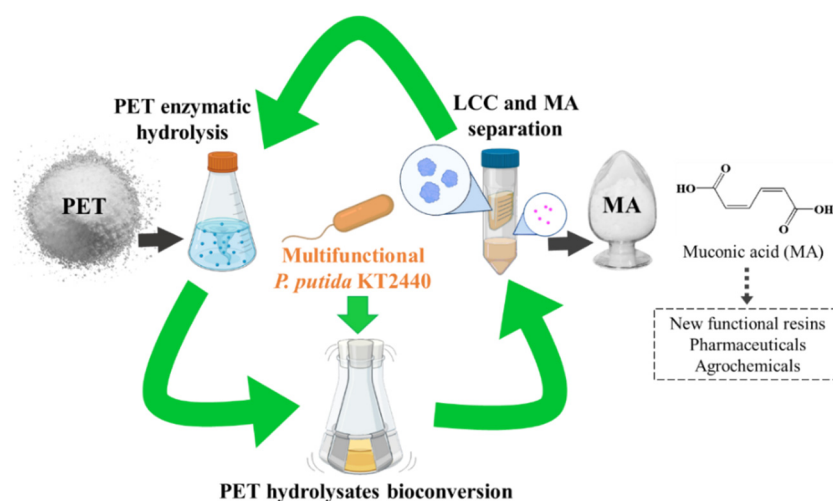 PET enzymatic
hydrolysis
LCC and MA
separation
PET
Multifunctional
P. putida KT2440
MA
HO
O
O
OH
Muconic acid (MA)
New functional resins
Pharmaceuticals
Agrochemicals
PET hydrolysates bioconversion